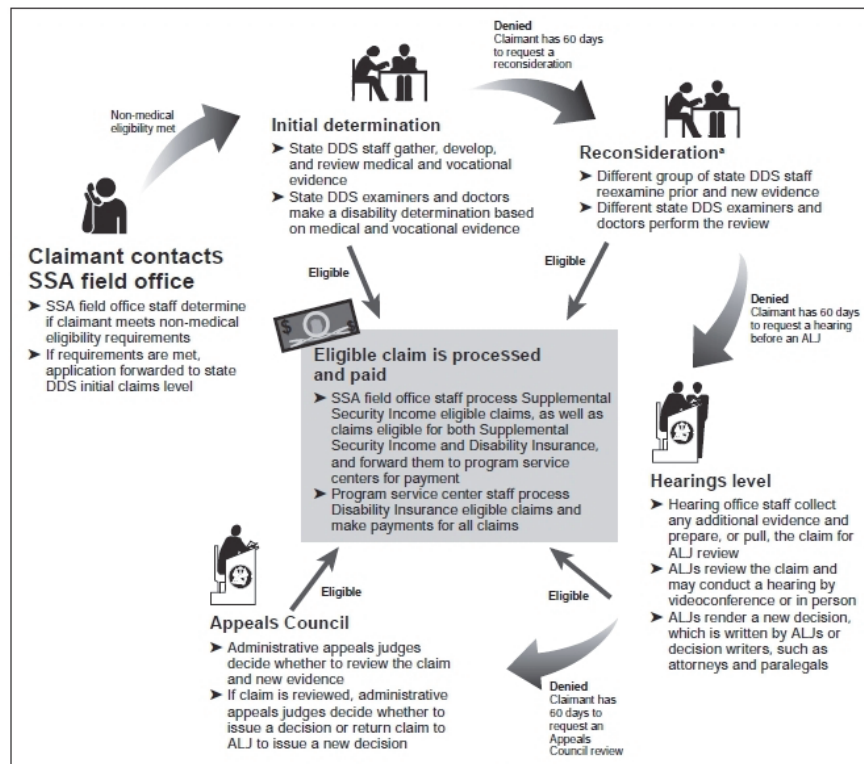 Denied
Claimant has 60 days
to request a
reconsideration
Non-medical
eligibility met
Initial determination
➤ State DDS staff gather, develop,
and review medical and vocational
evidence
➤ State DDS examiners and doctors
make a disability determination based
on medical and vocational evidence
Reconsiderationᵃ
➤ Different group of state DDS staff
reexamine prior and new evidence
➤ Different state DDS examiners and
doctors perform the review
Claimant contacts
SSA field office
➤ SSA field office staff determine
if claimant meets non-medical
eligibility requirements
➤ If requirements are met,
application forwarded to state
DDS initial claims level
Eligible
Eligible
Denied
Claimant has 60 days
to request a hearing
before an ALJ
$ $
Eligible claim is processed
and paid
➤ SSA field office staff process Supplemental
Security Income eligible claims, as well as
claims eligible for both Supplemental
Security Income and Disability Insurance,
and forward them to program service
centers for payment
➤ Program service center staff process
Disability Insurance eligible claims and
make payments for all claims
Hearings level
➤ Hearing office staff collect
any additional evidence and
prepare, or pull, the claim for
ALJ review
➤ ALJs review the claim and
may conduct a hearing by
videoconference or in person
➤ ALJs render a new decision,
which is written by ALJs or
decision writers, such as
attorneys and paralegals
Eligible
Eligible
Appeals Council
➤ Administrative appeals judges
decide whether to review the claim
and new evidence
➤ If claim is reviewed, administrative
appeals judges decide whether to
issue a decision or return claim to
ALJ to issue a new decision
Denied
Claimant has
60 days to
request an
Appeals
Council review